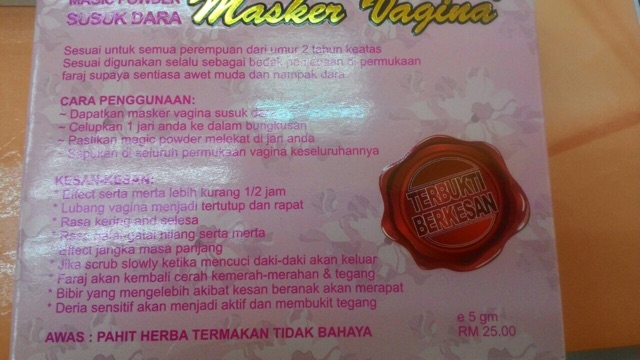 MAGIC POWDER
SUSUK DARA
Masker Vagina
Sesuai untuk semua perempuan dari umur 2 tahun keatas
Sesuai digunakan selalu sebagai bedak di permukaan
faraj supaya sentiasa awet muda dan nampak dara
CARA PENGGUNAAN:
~ Dapatkan masker vagina susuk
~ Celupkan 1 jari anda ke dalam bungkusan
~ Pastikan magic powder melekat di jari anda
Sapukan di seluruh permukaan vagina keseluruhannya
KESAN-KESAN:
* Effect serta merta lebih kurang 1/2 jam
* Lubang vagina menjadi tertutup dan rapat
* Rasa kering and selesa
* hilang serta merta
Effect jangka masa panjang
* Jika scrub slowly ketika mencuci daki-daki akan keluar
* Faraj akan kembali cerah kemerah-merahan & tegang
* Bibir yang mengelebih akibat kesan beranak akan merapat
* Deria sensitif akan menjadi aktif dan membukit tegang
TERBUKTI
BERKESAN
e 5 gm
RM 25.00
AWAS : PAHIT HERBA TERMAKAN TIDAK BAHAYA